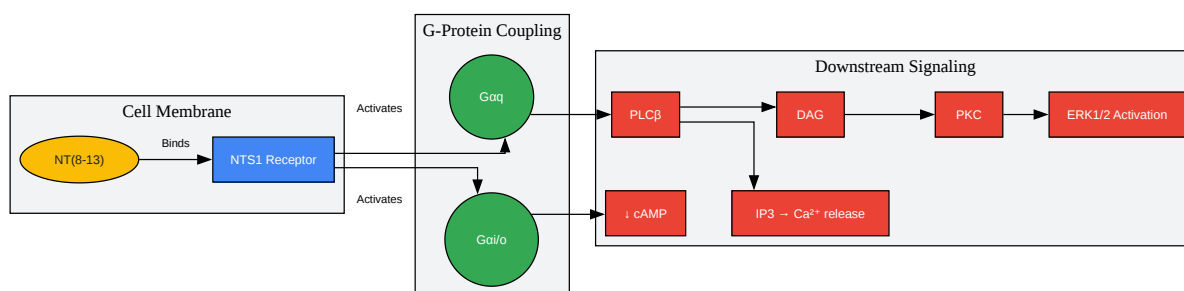 G-Protein Coupling
Downstream Signaling
Cell Membrane
Activates
Gαq
PLCβ
DAG
PKC
ERK1/2 Activation
Binds
NT(8-13)
NTS1 Receptor
Activates
↓ cAMP
IP3 → Ca²⁺ release
Gαi/o